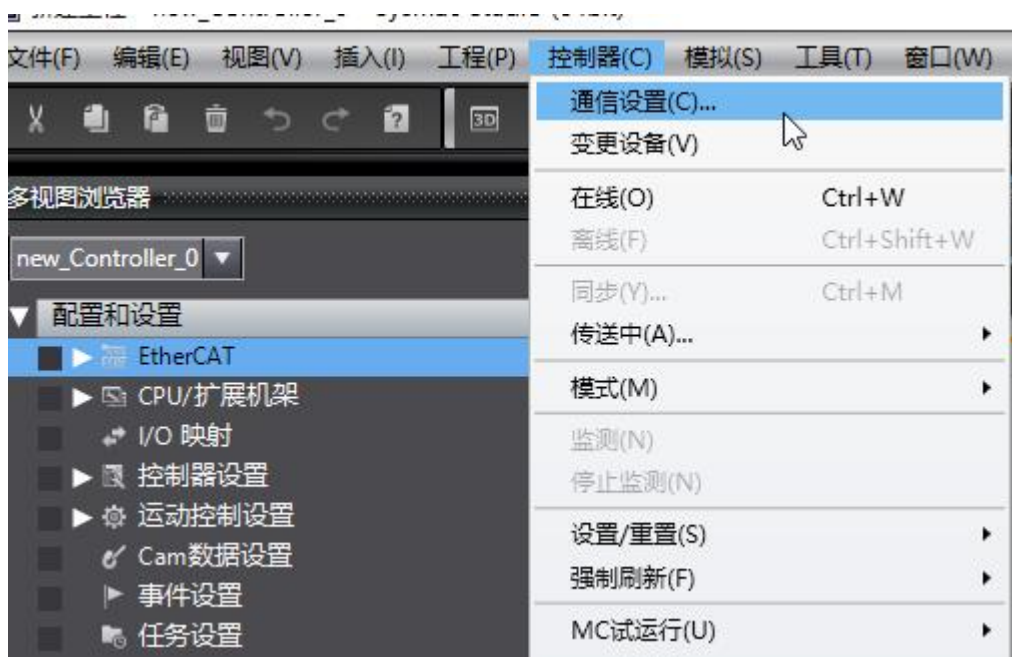 文件(F) 编辑(E) 视图(V) 插入(I) 工程(P) 控制器(C) 模拟(S) 工具(T) 窗口(W)
3D
通信设置(C)...
变更设备(V)
在线(O) Ctrl+W
离线(F) Ctrl+Shift+W
同步(Y)... Ctrl+M
传送中(A)...
模式(M)
监测(N)
停止监测(N)
设置/重置(S)
强制刷新(F)
MC试运行(U)
多视图浏览器
new_Controller_0
配置和设置
EtherCAT
CPU/扩展机架
I/O 映射
控制器设置
运动控制设置
Cam数据设置
事件设置
任务设置